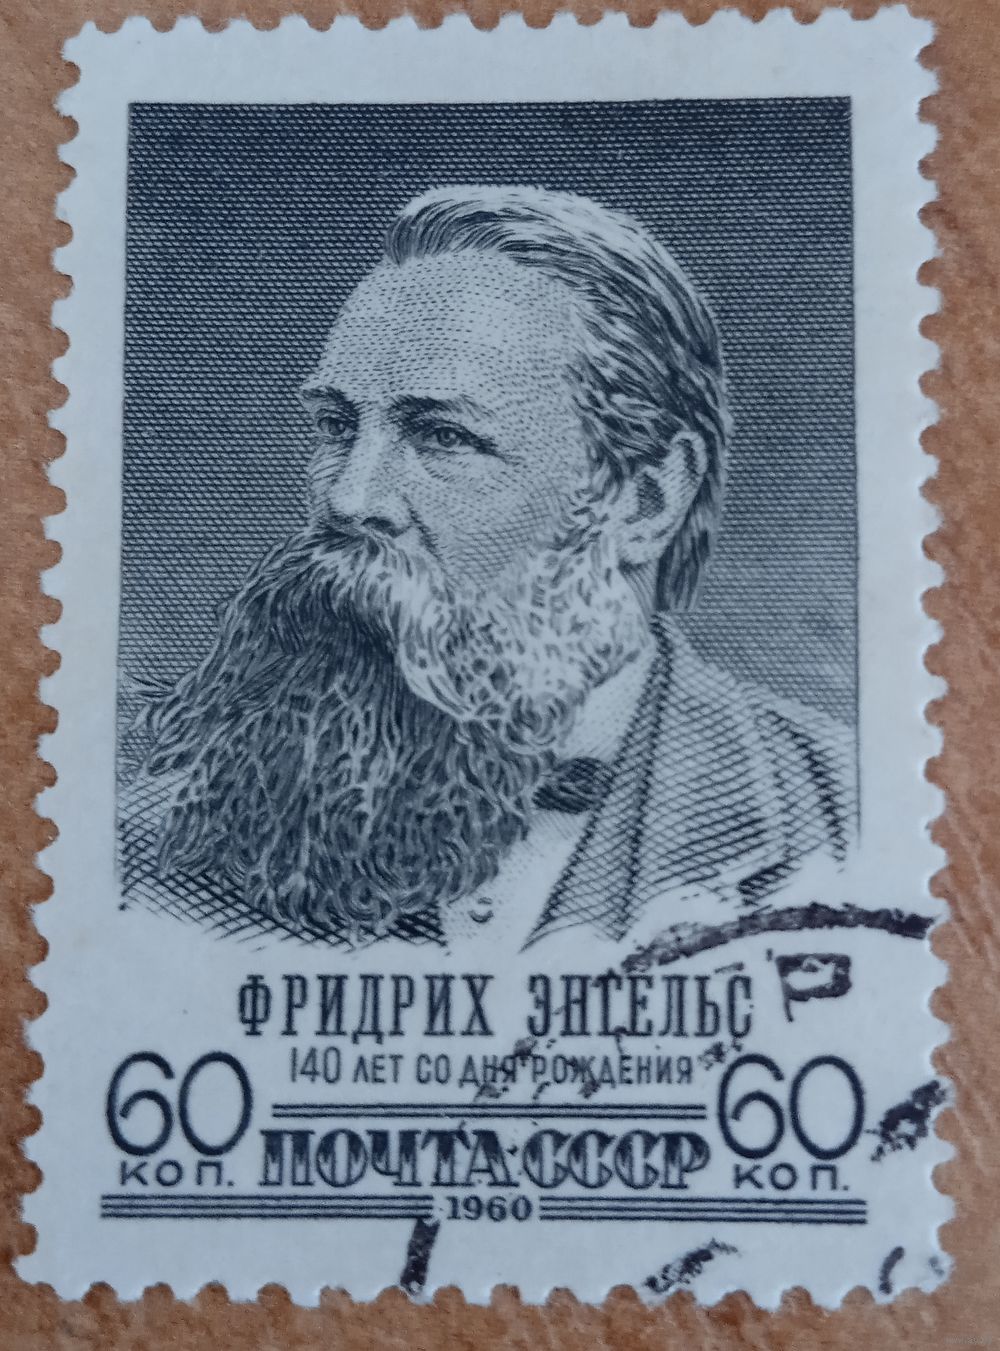 ФРИДРИХ ЭНГЕЛЬС
140 ЛЕТ СО ДНЯ РОЖДЕНИЯ
60 КОП.
ПОЧТА СССР
60 КОП.
1960